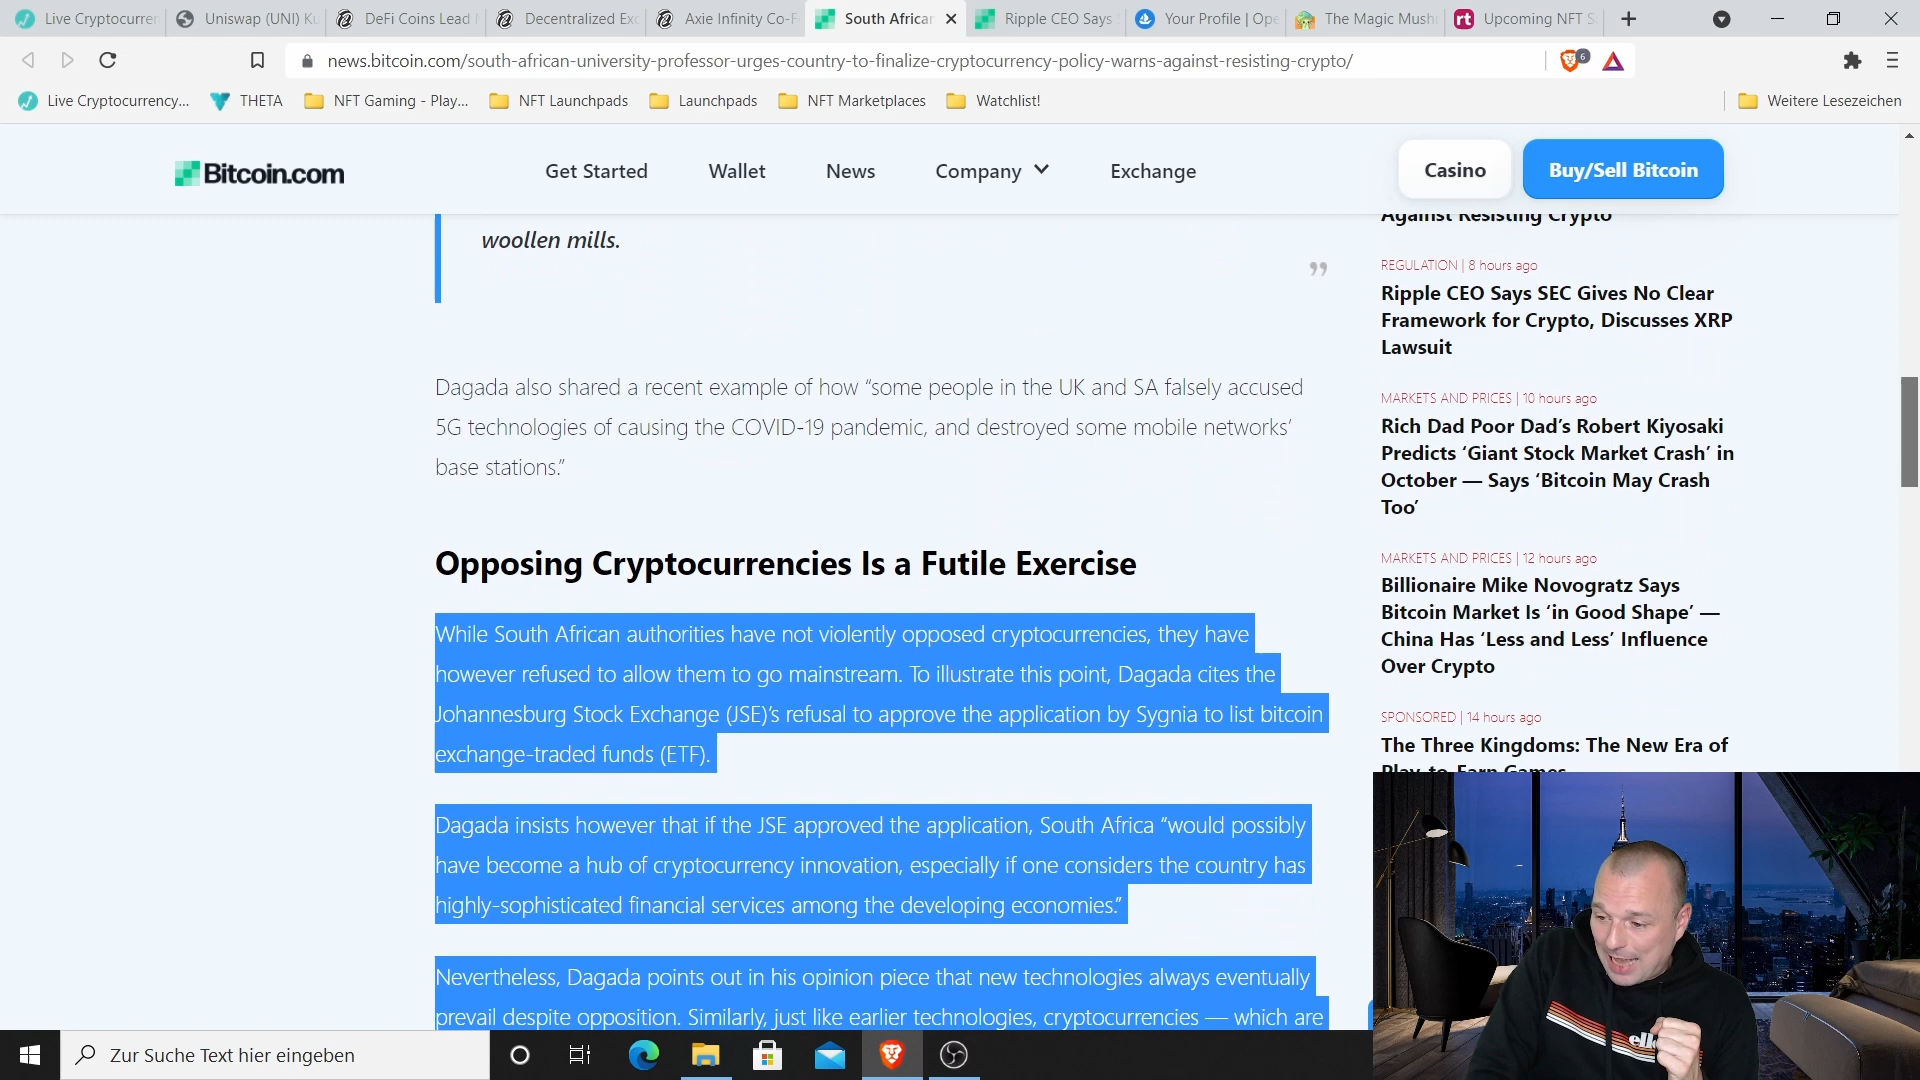 Live Cryptocurren
Uniswap (UNI) Ku
DeFi Coins Lead
Decentralized Exc
Axie Infinity Co-F
South African
Ripple CEO Says
Your Profile | Ope
The Magic Mush
Upcoming NFT S
news.bitcoin.com/south-african-university-professor-urges-country-to-finalize-cryptocurrency-policy-warns-against-resisting-crypto/
6
Live Cryptocurrency...
THETA
NFT Gaming - Play...
NFT Launchpads
Launchpads
NFT Marketplaces
Watchlist!
Weitere Lesezeichen
Bitcoin.com
Get Started
Wallet
News
Company
Exchange
Casino
Buy/Sell Bitcoin
woollen mills.
”
Dagada also shared a recent example of how “some people in the UK and SA falsely accused
5G technologies of causing the COVID-19 pandemic, and destroyed some mobile networks’
base stations.”
Opposing Cryptocurrencies Is a Futile Exercise
While South African authorities have not violently opposed cryptocurrencies, they have
however refused to allow them to go mainstream. To illustrate this point, Dagada cites the
Johannesburg Stock Exchange (JSE)’s refusal to approve the application by Sygnia to list bitcoin
exchange-traded funds (ETF).
Dagada insists however that if the JSE approved the application, South Africa “would possibly
have become a hub of cryptocurrency innovation, especially if one considers the country has
highly-sophisticated financial services among the developing economies.”
Nevertheless, Dagada points out in his opinion piece that new technologies always eventually
prevail despite opposition. Similarly, just like earlier technologies, cryptocurrencies — which are
Against Resisting Crypto
REGULATION | 8 hours ago
Ripple CEO Says SEC Gives No Clear
Framework for Crypto, Discusses XRP
Lawsuit
MARKETS AND PRICES | 10 hours ago
Rich Dad Poor Dad’s Robert Kiyosaki
Predicts ‘Giant Stock Market Crash’ in
October — Says ‘Bitcoin May Crash
Too’
MARKETS AND PRICES | 12 hours ago
Billionaire Mike Novogratz Says
Bitcoin Market Is ‘in Good Shape’ —
China Has ‘Less and Less’ Influence
Over Crypto
SPONSORED | 14 hours ago
The Three Kingdoms: The New Era of
Play-to-Earn Games
Zur Suche Text hier eingeben